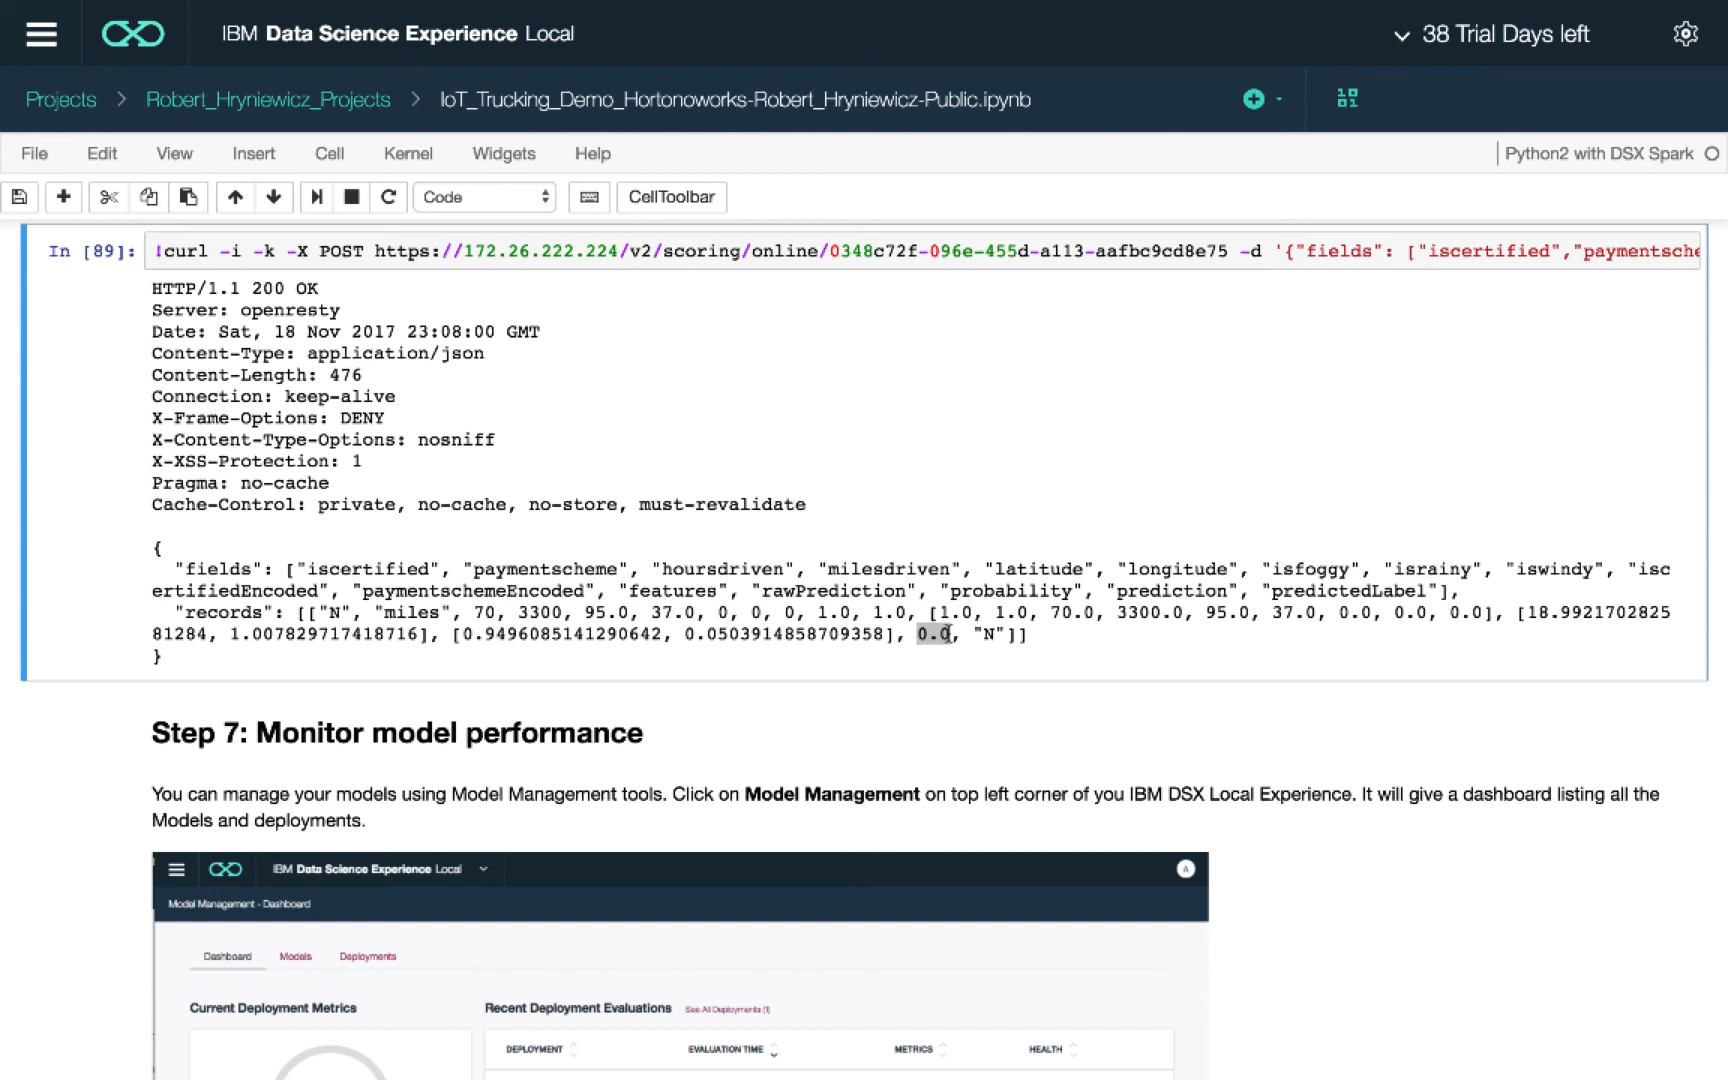 IBM Data Science Experience Local
38 Trial Days left
Projects > Robert_Hryniewicz_Projects > IoT_Trucking_Demo_Hortonoworks-Robert_Hryniewicz-Public.ipynb
File Edit View Insert Cell Kernel Widgets Help
Python2 with DSX Spark
Code CellToolbar
In [89]: !curl -i -k -X POST https://172.26.222.224/v2/scoring/online/0348c72f-096e-455d-a113-aafbc9cd8e75 -d '{"fields": ["iscertified","paymentsche
HTTP/1.1 200 OK
Server: openresty
Date: Sat, 18 Nov 2017 23:08:00 GMT
Content-Type: application/json
Content-Length: 476
Connection: keep-alive
X-Frame-Options: DENY
X-Content-Type-Options: nosniff
X-XSS-Protection: 1
Pragma: no-cache
Cache-Control: private, no-cache, no-store, must-revalidate
{
"fields": ["iscertified", "paymentscheme", "hoursdriven", "milesdriven", "latitude", "longitude", "isfoggy", "israiny", "iswindy", "isc
ertifiedEncoded", "paymentschemeEncoded", "features", "rawPrediction", "probability", "prediction", "predictedLabel"],
"records": [["N", "miles", 70, 3300, 95.0, 37.0, 0, 0, 0, 1.0, 1.0, [1.0, 1.0, 70.0, 3300.0, 95.0, 37.0, 0.0, 0.0, 0.0], [18.9921702825
81284, 1.007829717418716], [0.9496085141290642, 0.0503914858709358], 0.0, "N"]]
}
Step 7: Monitor model performance
You can manage your models using Model Management tools. Click on Model Management on top left corner of you IBM DSX Local Experience. It will give a dashboard listing all the
Models and deployments.
IBM Data Science Experience Local
A
Model Management - Dashboard
Dashboard Models Deployments
Current Deployment Metrics
Recent Deployment Evaluations See All Deployments (1)
DEPLOYMENT EVALUATION TIME METRICS HEALTH